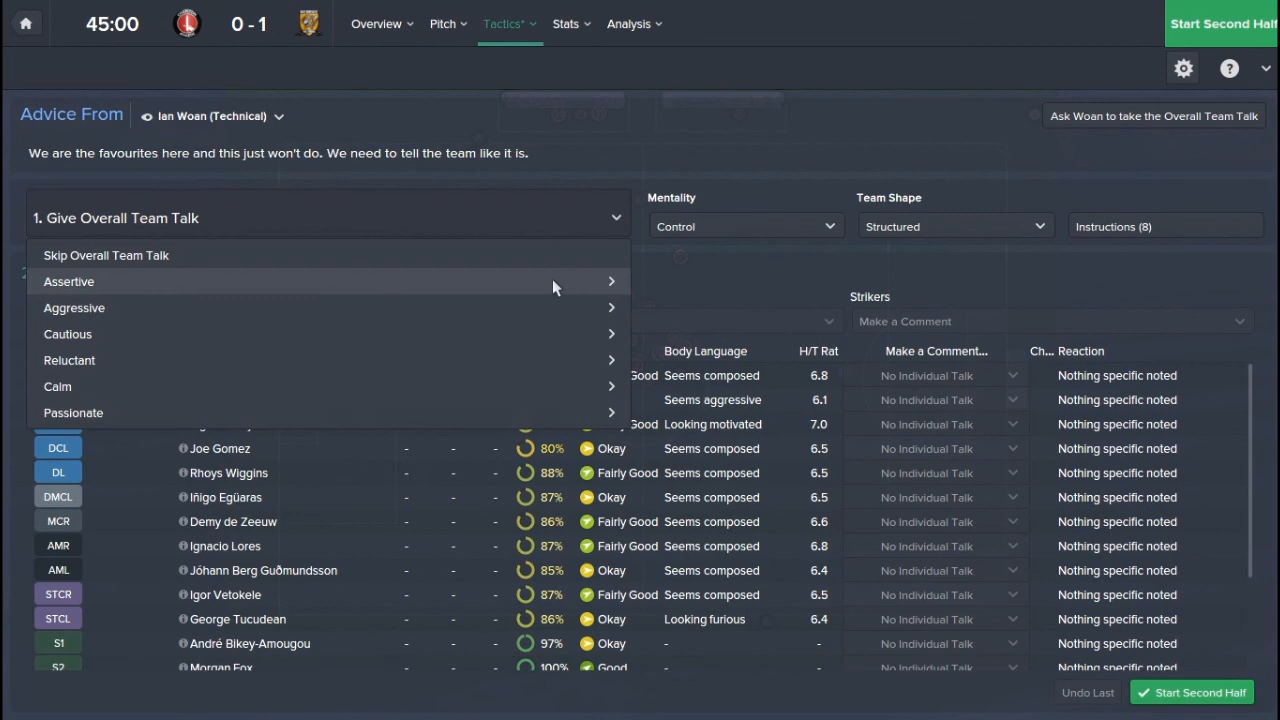 45:00 0 - 1 Overview Pitch Tactics* Stats Analysis Start Second Half
Advice From Ian Woan (Technical) Ask Woan to take the Overall Team Talk
We are the favourites here and this just won't do. We need to tell the team like it is.
1. Give Overall Team Talk
Mentality Team Shape
Control Structured Instructions (8)
Skip Overall Team Talk
Assertive
Aggressive
Cautious
Reluctant
Calm
Passionate
Strikers
Make a Comment
Body Language H/T Rat Make a Comment... Ch... Reaction
Good Seems composed 6.8 No Individual Talk Nothing specific noted
Seems aggressive 6.1 No Individual Talk Nothing specific noted
Good Looking motivated 7.0 No Individual Talk Nothing specific noted
DCL Joe Gomez - - - 80% Okay Seems composed 6.5 No Individual Talk Nothing specific noted
DL Rhoys Wiggins - - - 88% Fairly Good Seems composed 6.5 No Individual Talk Nothing specific noted
DMCL Iñigo Egüaras - - - 87% Okay Seems composed 6.5 No Individual Talk Nothing specific noted
MCR Demy de Zeeuw - - - 86% Fairly Good Seems composed 6.6 No Individual Talk Nothing specific noted
AMR Ignacio Lores - - - 87% Fairly Good Seems composed 6.8 No Individual Talk Nothing specific noted
AML Jóhann Berg Guðmundsson - - - 85% Okay Seems composed 6.4 No Individual Talk Nothing specific noted
STCR Igor Vetokele - - - 87% Fairly Good Seems composed 6.5 No Individual Talk Nothing specific noted
STCL George Tucudean - - - 86% Okay Looking furious 6.4 No Individual Talk Nothing specific noted
S1 André Bikey-Amougou - - - 97% Okay - - No Individual Talk Nothing specific noted
S2 Morgan Fox - - - 100% Good - - No Individual Talk Nothing specific noted
Undo Last Start Second Half